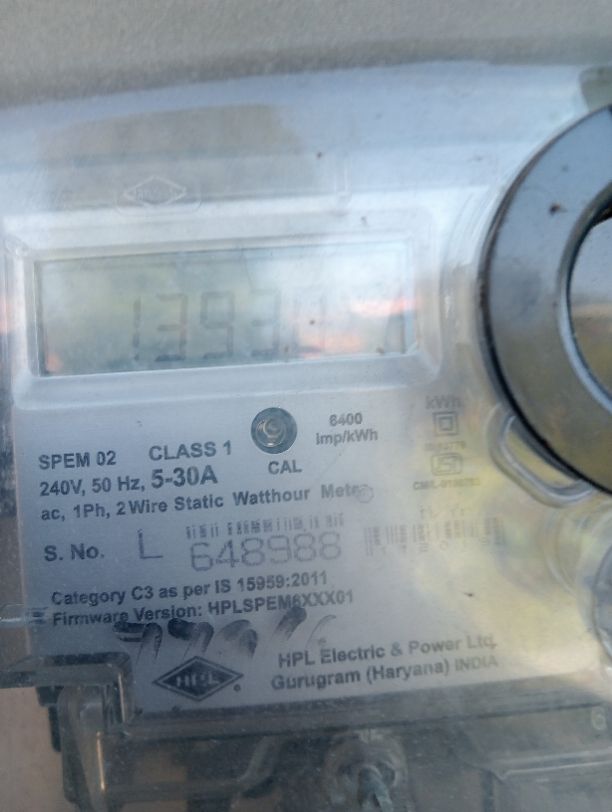 1393
SPEM 02 CLASS 1
6400
imp/kWh
CAL
240V, 50 Hz, 5-30A
ac, 1Ph, 2 Wire Static Watthour Meter
kWh
S. No. L 648988
Category C3 as per IS 15959:2011
Firmware Version: HPLSPEM6XXX01
HPL
HPL Electric & Power Ltd.
Gurugram (Haryana) INDIA